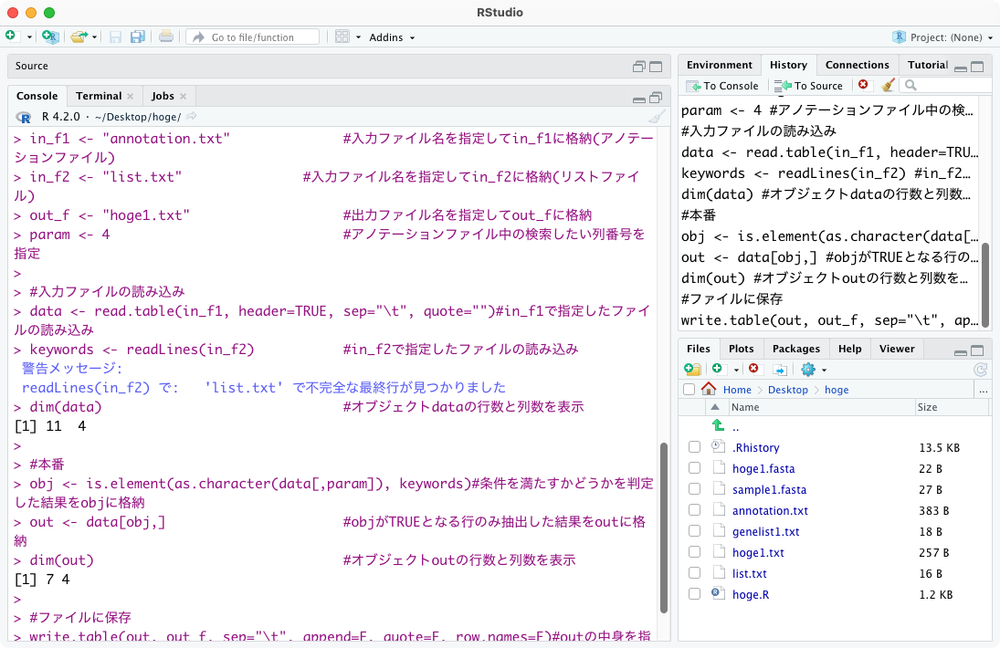 RStudio
Go to file/function
Addins
Project: (None)
Source
Console Terminal Jobs
R 4.2.0 · ~/Desktop/hoge/
> in_f1 <- "annotation.txt" #入力ファイル名を指定してin_f1に格納(アノテー
ションファイル)
> in_f2 <- "list.txt" #入力ファイル名を指定してin_f2に格納(リストファイ
ル)
> out_f <- "hoge1.txt" #出力ファイル名を指定してout_fに格納
> param <- 4 #アノテーションファイル中の検索したい列番号を
指定
>
> #入力ファイルの読み込み
> data <- read.table(in_f1, header=TRUE, sep="\t", quote="")#in_f1で指定したファイ
ルの読み込み
> keywords <- readLines(in_f2) #in_f2で指定したファイルの読み込み
警告メッセージ:
readLines(in_f2) で: 'list.txt' で不完全な最終行が見つかりました
> dim(data) #オブジェクトdataの行数と列数を表示
[1] 11 4
>
> #本番
> obj <- is.element(as.character(data[,param]), keywords)#条件を満たすかどうかを判定
した結果をobjに格納
> out <- data[obj,] #objがTRUEとなる行のみ抽出した結果をoutに格
納
> dim(out) #オブジェクトoutの行数と列数を表示
[1] 7 4
>
> #ファイルに保存
> write.table(out, out_f, sep="\t", append=F, quote=F, row.names=F)#outの中身を指
Environment History Connections Tutorial
To Console To Source
param <- 4 #アノテーションファイル中の検…
#入力ファイルの読み込み
data <- read.table(in_f1, header=TRU…
keywords <- readLines(in_f2) #in_f2…
dim(data) #オブジェクトdataの行数と列数…
#本番
obj <- is.element(as.character(data[…
out <- data[obj,] #objがTRUEとなる行の…
dim(out) #オブジェクトoutの行数と列数を…
#ファイルに保存
write.table(out, out_f, sep="\t", ap…
Files Plots Packages Help Viewer
Home Desktop hoge ...
Name Size
..
.Rhistory 13.5 KB
hoge1.fasta 22 B
sample1.fasta 27 B
annotation.txt 383 B
genelist1.txt 18 B
hoge1.txt 257 B
list.txt 16 B
hoge.R 1.2 KB